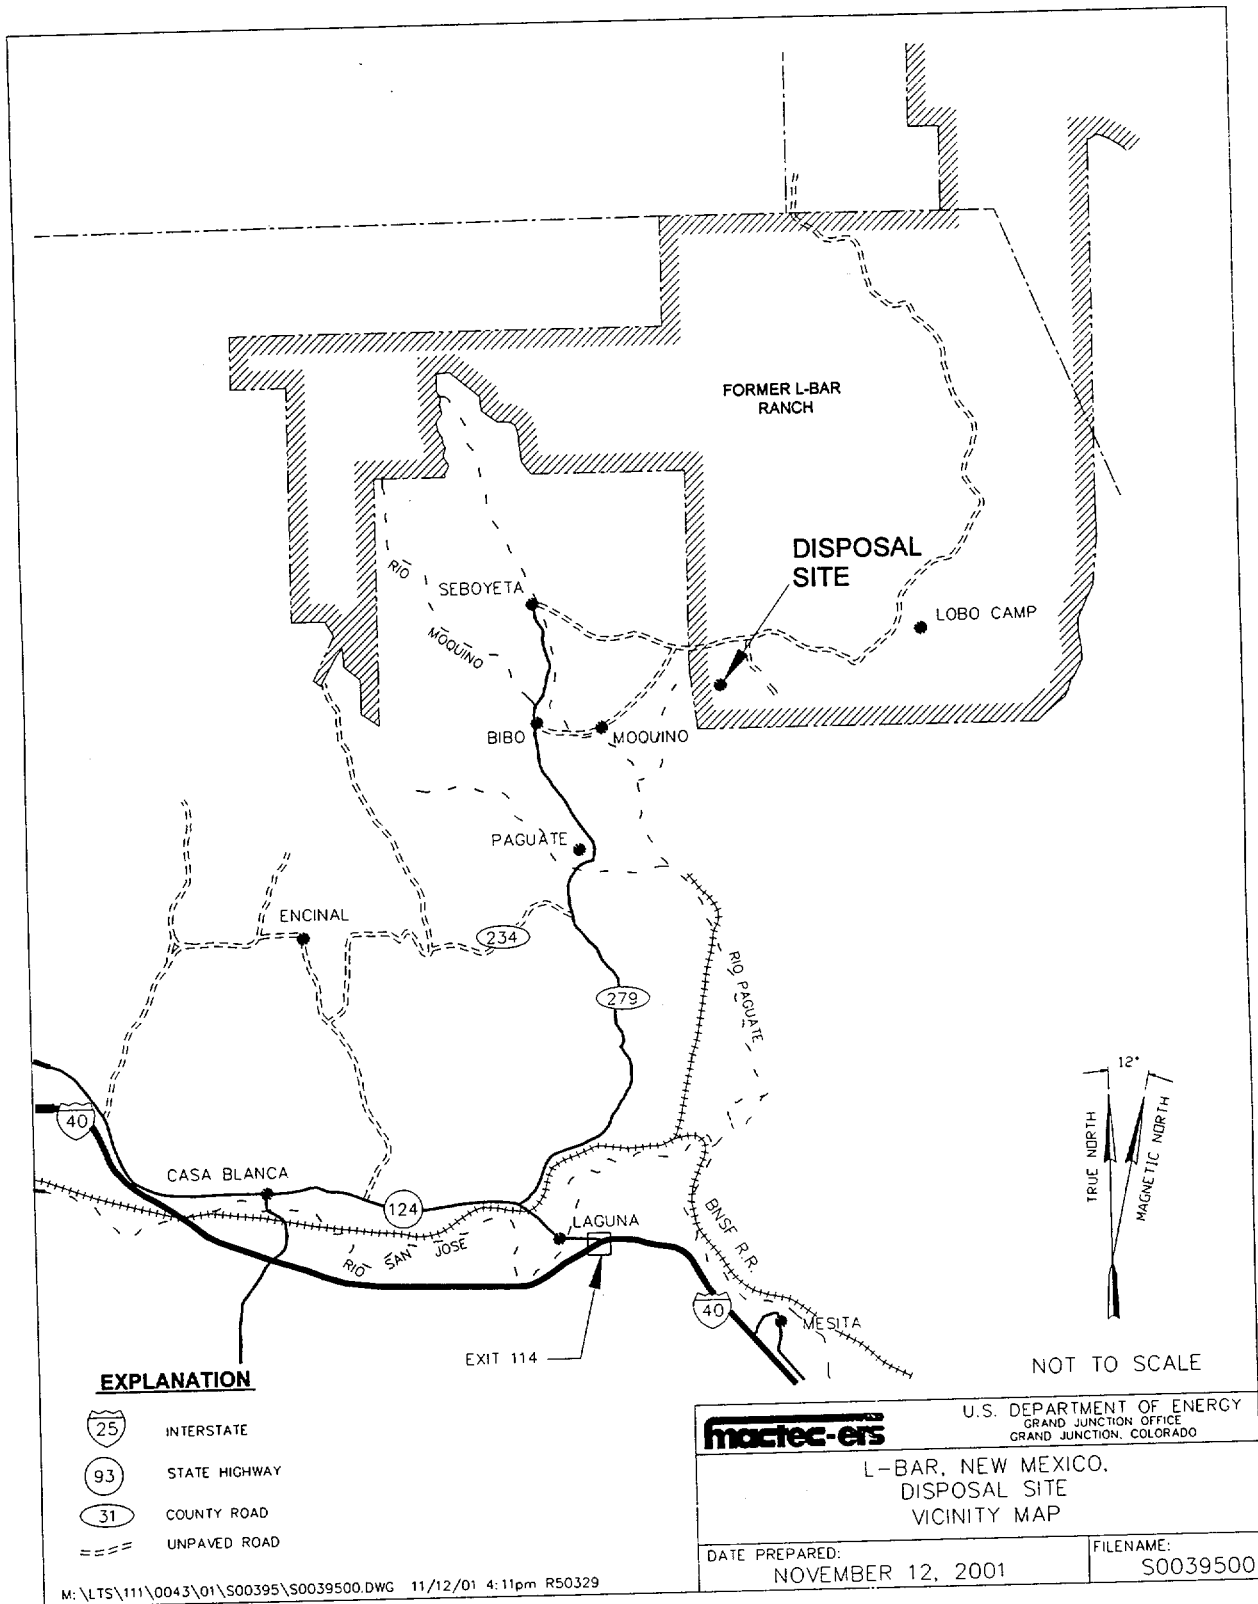 FORMER L-BAR
RANCH
DISPOSAL
SITE
LOBO CAMP
RIO
MOQUINO
SEBOYETA
BIBO
MOQUINO
PAGUATE
ENCINAL
234
279
RIO PAGUATE
40
CASA BLANCA
124
LAGUNA
RIO SAN JOSE
BNSF R.R.
40
MESITA
EXIT 114
12°
TRUE NORTH
MAGNETIC NORTH
NOT TO SCALE
EXPLANATION
25 INTERSTATE
93 STATE HIGHWAY
31 COUNTY ROAD
UNPAVED ROAD
mactec-ers
U.S. DEPARTMENT OF ENERGY
GRAND JUNCTION OFFICE
GRAND JUNCTION, COLORADO
L-BAR, NEW MEXICO,
DISPOSAL SITE
VICINITY MAP
DATE PREPARED:
NOVEMBER 12, 2001
FILENAME:
S0039500
M:\LTS\111\0043\01\S00395\S0039500.DWG 11/12/01 4:11pm R50329